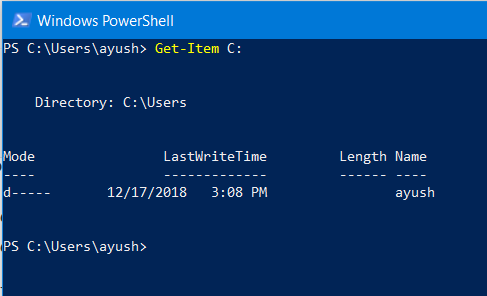 Windows PowerShell
PS C:\Users\ayush> Get-Item C:
Directory: C:\Users
Mode LastWriteTime Length Name
---- ------------- ------ ----
d----- 12/17/2018 3:08 PM ayush
PS C:\Users\ayush>